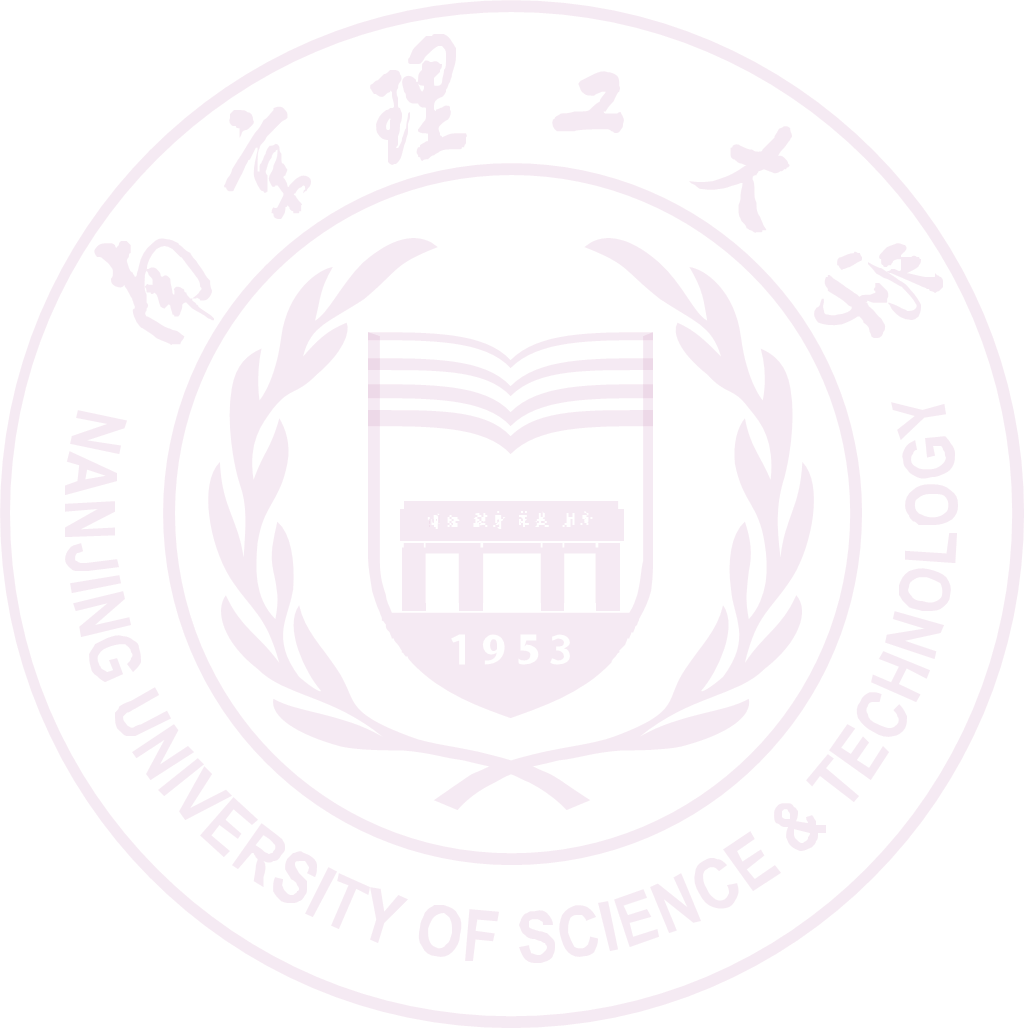 南京理工大学
1953
NANJING UNIVERSITY OF SCIENCE & TECHNOLOGY